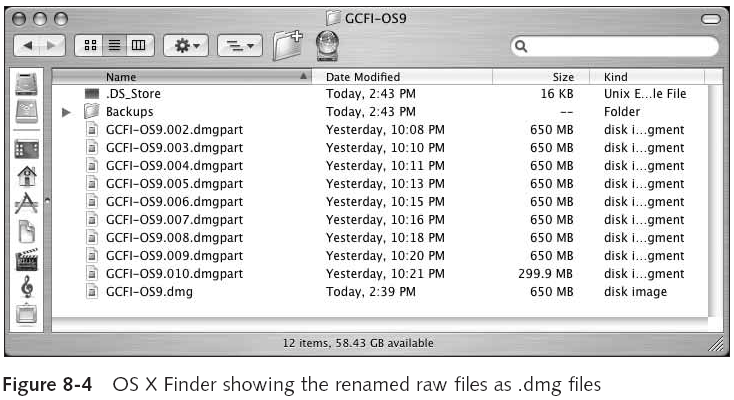 GCFI-OS9
Name Date Modified Size Kind
.DS_Store Today, 2:43 PM 16 KB Unix E...le File
Backups Today, 2:43 PM -- Folder
GCFI-OS9.002.dmgpart Yesterday, 10:08 PM 650 MB disk i...gment
GCFI-OS9.003.dmgpart Yesterday, 10:10 PM 650 MB disk i...gment
GCFI-OS9.004.dmgpart Yesterday, 10:11 PM 650 MB disk i...gment
GCFI-OS9.005.dmgpart Yesterday, 10:13 PM 650 MB disk i...gment
GCFI-OS9.006.dmgpart Yesterday, 10:15 PM 650 MB disk i...gment
GCFI-OS9.007.dmgpart Yesterday, 10:16 PM 650 MB disk i...gment
GCFI-OS9.008.dmgpart Yesterday, 10:18 PM 650 MB disk i...gment
GCFI-OS9.009.dmgpart Yesterday, 10:20 PM 650 MB disk i...gment
GCFI-OS9.010.dmgpart Yesterday, 10:21 PM 299.9 MB disk i...gment
GCFI-OS9.dmg Today, 2:39 PM 650 MB disk image
12 items, 58.43 GB available
Figure 8-4 OS X Finder showing the renamed raw files as .dmg files